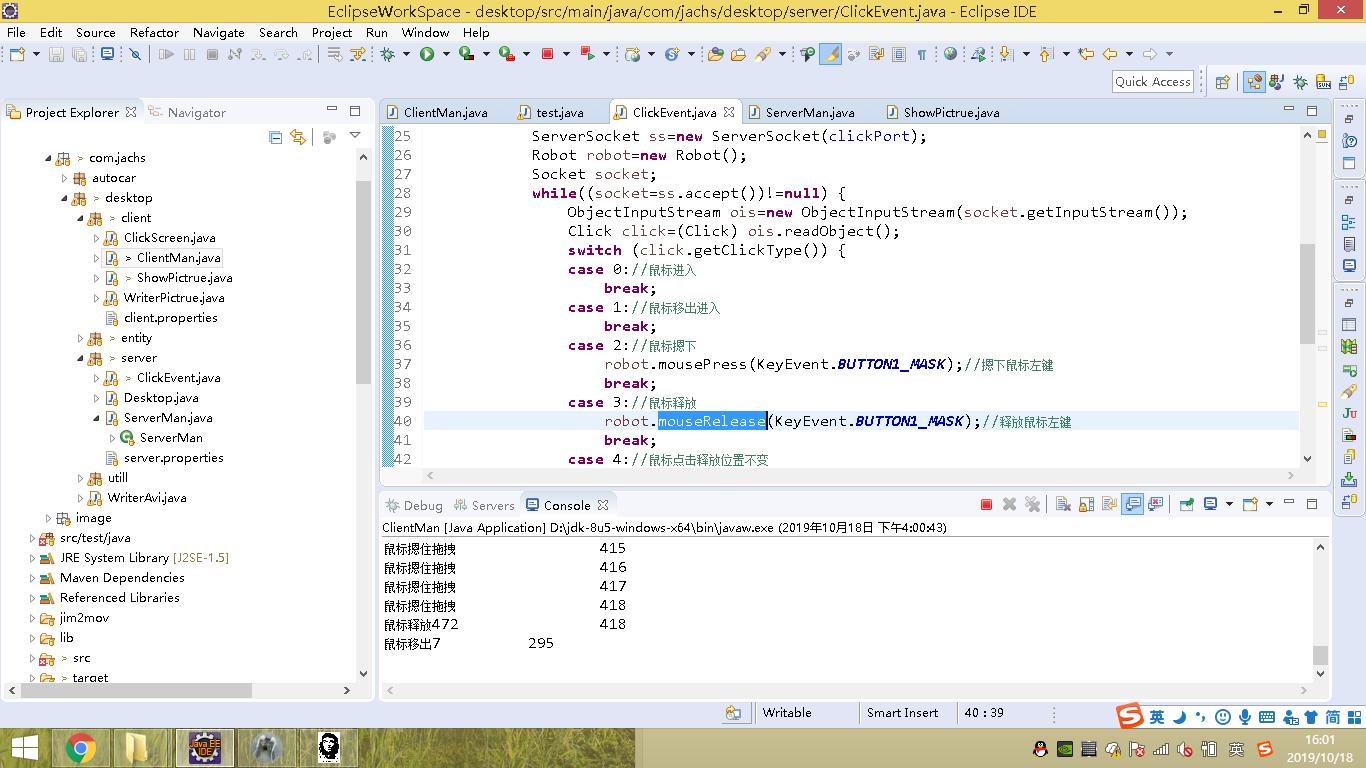 EclipseWorkSpace - desktop/src/main/java/com/jachs/desktop/server/ClickEvent.java - Eclipse IDE
File Edit Source Refactor Navigate Search Project Run Window Help
Quick Access
Project Explorer Navigator
> com.jachs
autocar
> desktop
> client
ClickScreen.java
> ClientMan.java
> ShowPictrue.java
WriterPictrue.java
client.properties
> entity
> server
> ClickEvent.java
Desktop.java
ServerMan.java
ServerMan
server.properties
utill
WriterAvi.java
image
src/test/java
JRE System Library [J2SE-1.5]
Maven Dependencies
Referenced Libraries
jim2mov
lib
> src
> target
ClientMan.java test.java ClickEvent.java ServerMan.java ShowPictrue.java
25 ServerSocket ss=new ServerSocket(clickPort);
26 Robot robot=new Robot();
27 Socket socket;
28 while((socket=ss.accept())!=null) {
29 ObjectInputStream ois=new ObjectInputStream(socket.getInputStream());
30 Click click=(Click) ois.readObject();
31 switch (click.getClickType()) {
32 case 0://鼠标进入
33 break;
34 case 1://鼠标移出进入
35 break;
36 case 2://鼠标摁下
37 robot.mousePress(KeyEvent.BUTTON1_MASK);//摁下鼠标左键
38 break;
39 case 3://鼠标释放
40 robot.mouseRelease(KeyEvent.BUTTON1_MASK);//释放鼠标左键
41 break;
42 case 4://鼠标点击释放位置不变
Debug Servers Console
ClientMan [Java Application] D:\jdk-8u5-windows-x64\bin\javaw.exe (2019年10月18日 下午4:00:43)
鼠标摁住拖拽 415
鼠标摁住拖拽 416
鼠标摁住拖拽 417
鼠标摁住拖拽 418
鼠标释放472 418
鼠标移出7 295
Writable Smart Insert 40 : 39
英 简
Java EE IDE
英
16:01
2019/10/18